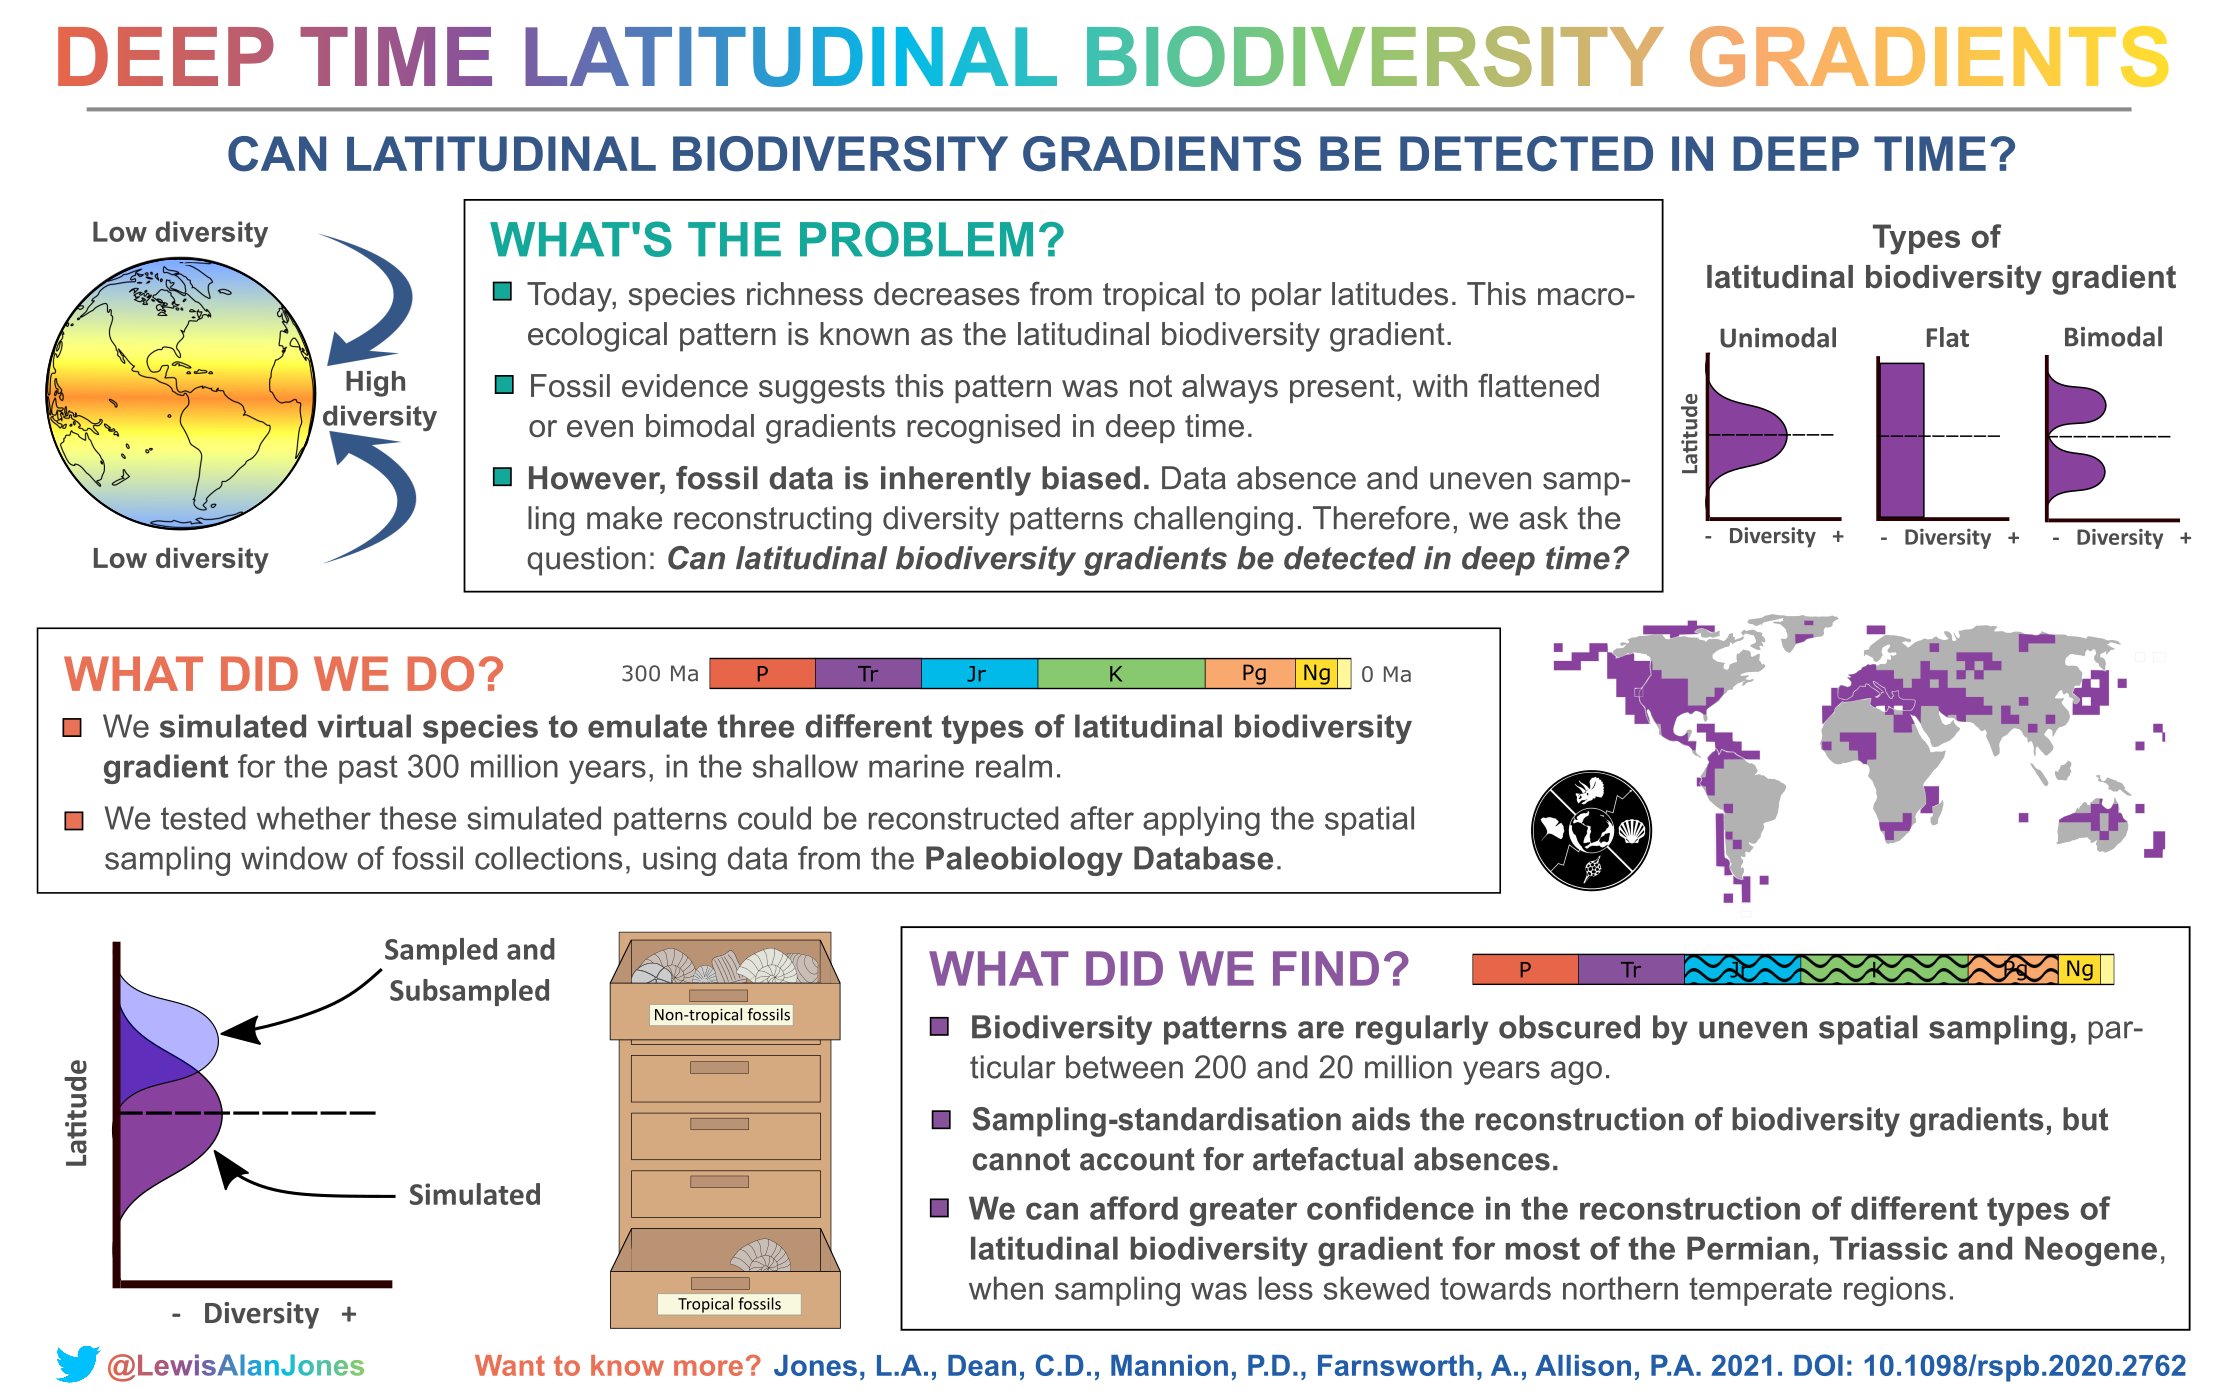 DEEP TIME LATITUDINAL BIODIVERSITY GRADIENTS
CAN LATITUDINAL BIODIVERSITY GRADIENTS BE DETECTED IN DEEP TIME?
Low diversity
High
diversity
Low diversity
WHAT'S THE PROBLEM?
Today, species richness decreases from tropical to polar latitudes. This macro-
ecological pattern is known as the latitudinal biodiversity gradient.
Fossil evidence suggests this pattern was not always present, with flattened
or even bimodal gradients recognised in deep time.
However, fossil data is inherently biased. Data absence and uneven samp-
ling make reconstructing diversity patterns challenging. Therefore, we ask the
question: Can latitudinal biodiversity gradients be detected in deep time?
Types of
latitudinal biodiversity gradient
Unimodal Flat Bimodal
Latitude
- Diversity + - Diversity + - Diversity +
WHAT DID WE DO?
300 Ma P Tr Jr K Pg Ng 0 Ma
We simulated virtual species to emulate three different types of latitudinal biodiversity
gradient for the past 300 million years, in the shallow marine realm.
We tested whether these simulated patterns could be reconstructed after applying the spatial
sampling window of fossil collections, using data from the Paleobiology Database.
Sampled and
Subsampled
Latitude
Simulated
- Diversity +
Non-tropical fossils
Tropical fossils
WHAT DID WE FIND?
P Tr Jr K Pg Ng
Biodiversity patterns are regularly obscured by uneven spatial sampling, par-
ticular between 200 and 20 million years ago.
Sampling-standardisation aids the reconstruction of biodiversity gradients, but
cannot account for artefactual absences.
We can afford greater confidence in the reconstruction of different types of
latitudinal biodiversity gradient for most of the Permian, Triassic and Neogene,
when sampling was less skewed towards northern temperate regions.
@LewisAlanJones
Want to know more? Jones, L.A., Dean, C.D., Mannion, P.D., Farnsworth, A., Allison, P.A. 2021. DOI: 10.1098/rspb.2020.2762